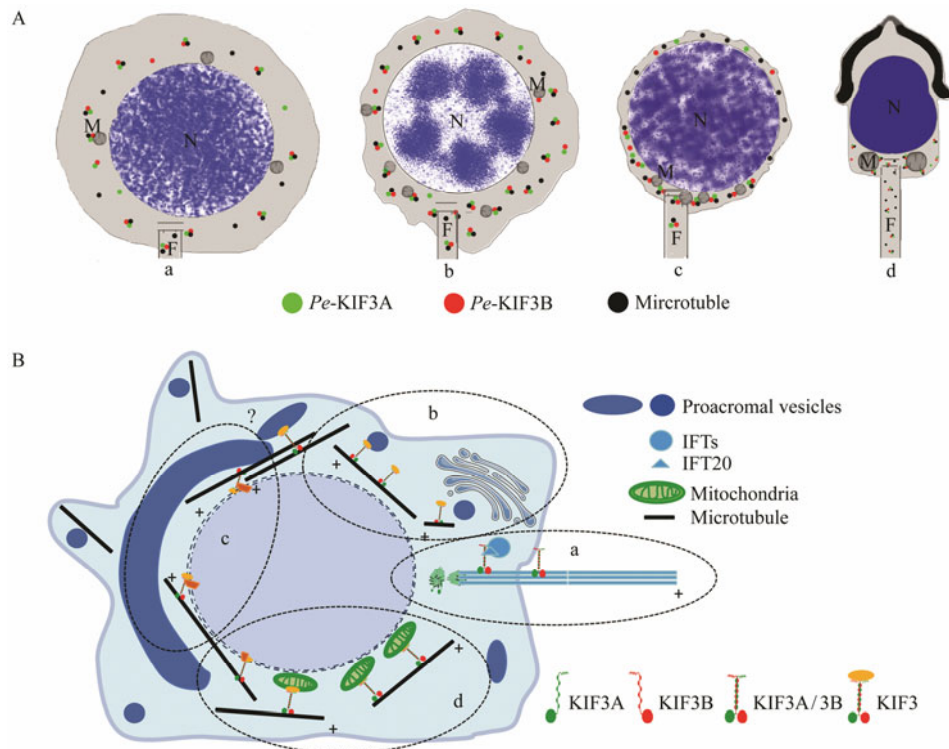 A
M
N
F
a
M
N
F
b
N
M
F
c
N
M
F
d
Pe-KIF3A
Pe-KIF3B
Mircrotuble
B
?
b
+
+
+
+
c
+
a
+
+
d
+
Proacromal vesicles
IFTs
IFT20
Mitochondria
Microtubule
KIF3A
KIF3B
KIF3A/3B
KIF3